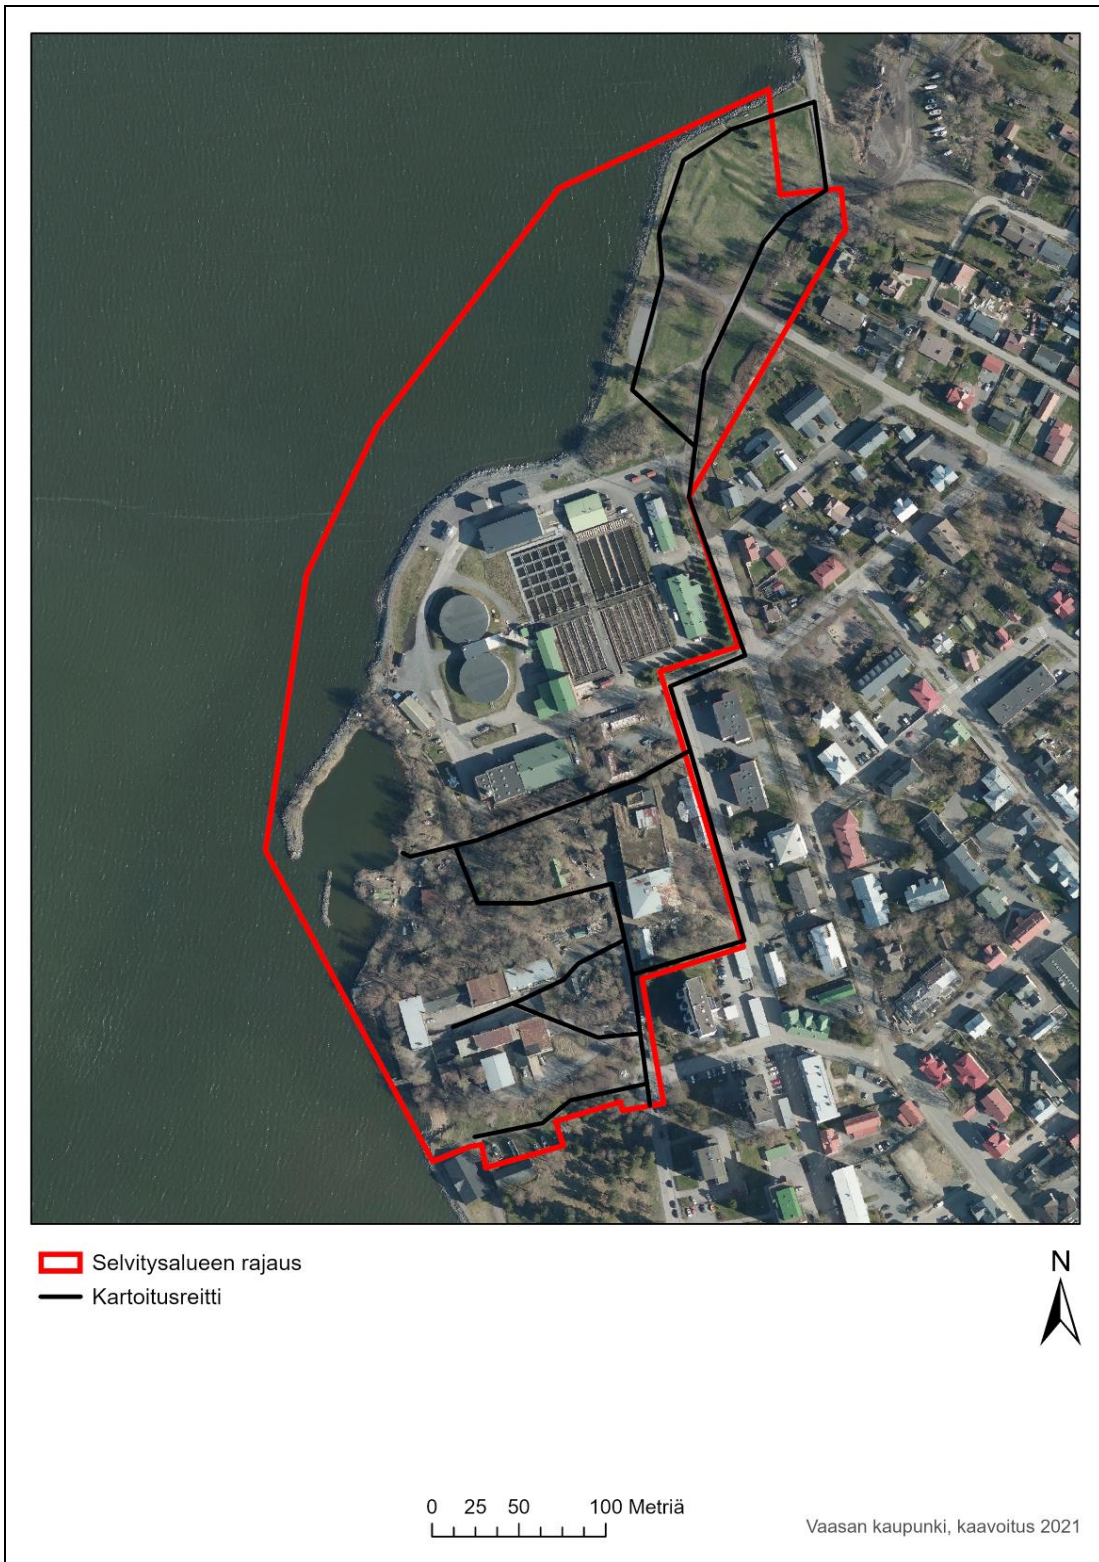 Selvitysalueen rajaus
Kartoitusreitti
N
0 25 50 100 Metriä
Vaasan kaupunki, kaavoitus 2021